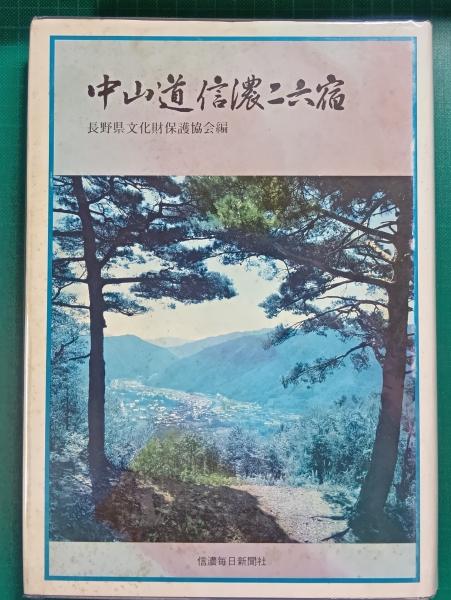 中山道信濃二六宿
長野県文化財保護協会編
信濃毎日新聞社